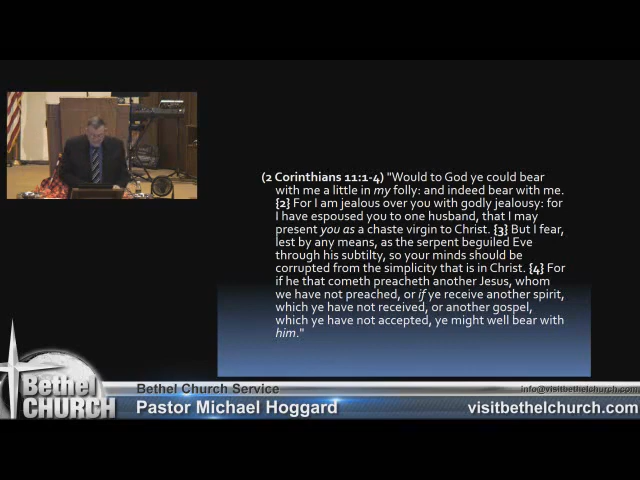 (2 Corinthians 11:1-4) "Would to God ye could bear
with me a little in my folly: and indeed bear with me.
{2} For I am jealous over you with godly jealousy: for
I have espoused you to one husband, that I may
present you as a chaste virgin to Christ. {3} But I fear,
lest by any means, as the serpent beguiled Eve
through his subtilty, so your minds should be
corrupted from the simplicity that is in Christ. {4} For
if he that cometh preacheth another Jesus, whom
we have not preached, or if ye receive another spirit,
which ye have not received, or another gospel,
which ye have not accepted, ye might well bear with
him."
Bethel
CHURCH
Bethel Church Service
info@visitbethelchurch.com
Pastor Michael Hoggard
visitbethelchurch.com